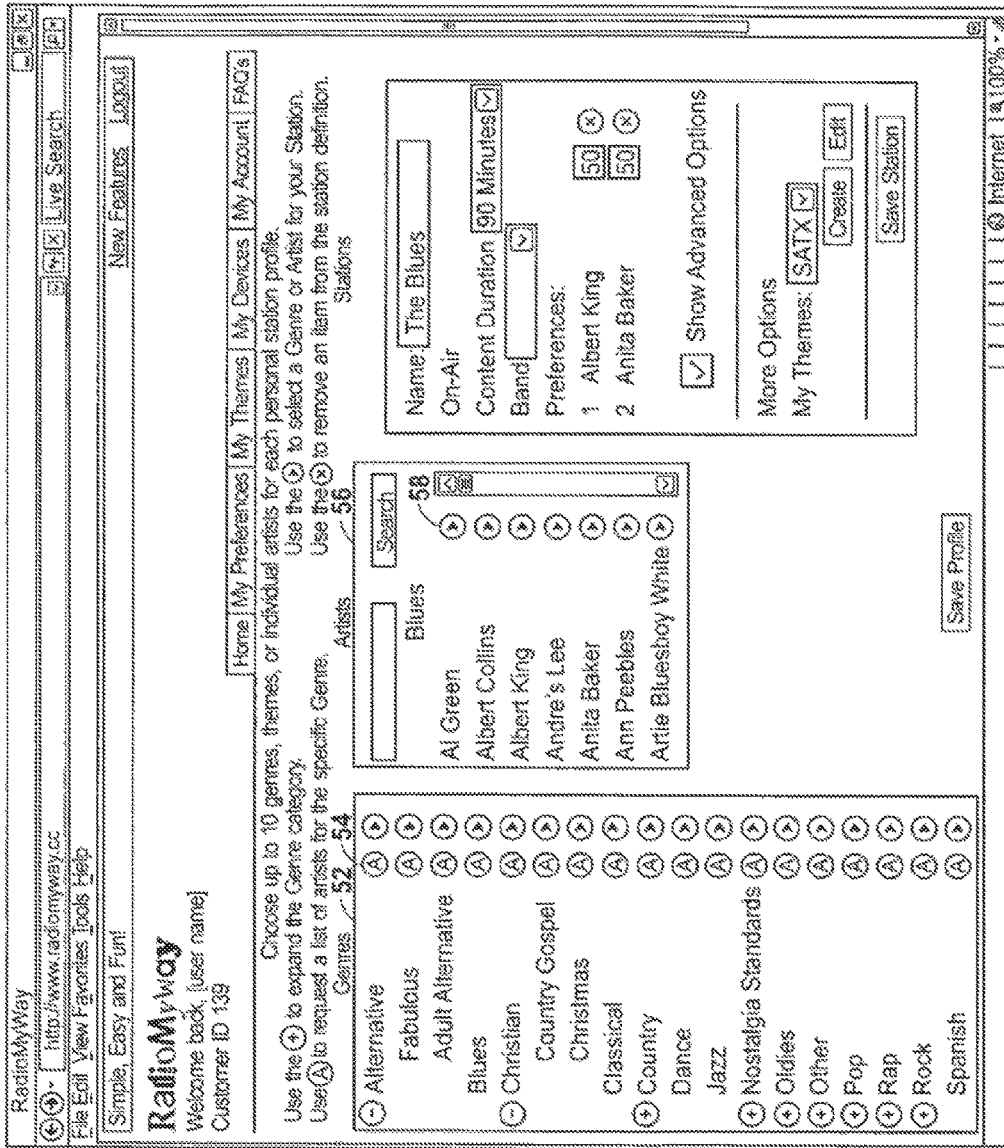 RadioMyWay
http://www.radiomyway.cc
Live Search
File Edit View Favorites Tools Help
Simple, Easy and Fun!
New Features Logout
RadioMyWay
Welcome back, [user name]
Customer ID 139
Home | My Preferences | My Themes | My Devices | My Account | FAQ's
Choose up to 10 genres, themes, or individual artists for each personal station profile.
Use the + to expand the Genre category.
Use the > to select a Genre or Artist for your Station.
Use A to request a list of artists for the specific Genre.
Use the x to remove an item from the station definition.
Genres 52 54
Artists 56
Stations
- Alternative A
Fabulous A
Adult Alternative A
Blues A
- Christian A
Country Gospel A
Christmas A
Classical A
+ Country A
Dance A
Jazz A
+ Nostalgia Standards A
+ Oldies A
+ Other A
+ Pop A
+ Rap A
+ Rock A
Spanish A
Search
Blues 58
Al Green
Albert Collins
Albert King
Andre's Lee
Anita Baker
Ann Peebles
Artie Bluesboy White
Name: The Blues
On-Air
Content Duration 90 Minutes
Band
Preferences:
1 Albert King 50 x
2 Anita Baker 50 x
Show Advanced Options
More Options
My Themes: SATX
Create Edit
Save Station
Save Profile
Internet 100%